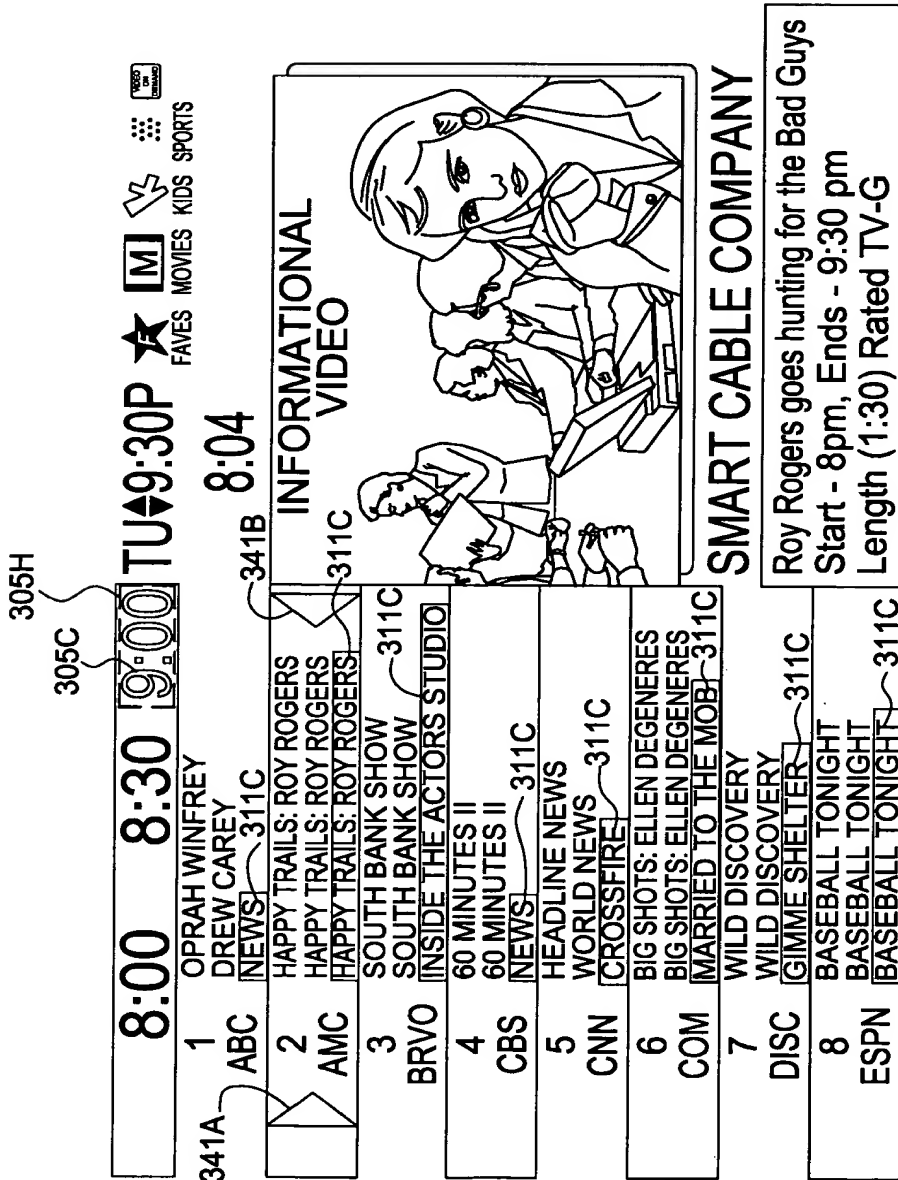 305H
305C
8:00 8:30 9:00 TU 9:30P
F M VIDEO ON DEMAND
FAVES MOVIES KIDS SPORTS
8:04
1
ABC
OPRAH WINFREY
DREW CAREY
NEWS 311C
341A
341B
2
AMC
HAPPY TRAILS: ROY ROGERS
HAPPY TRAILS: ROY ROGERS
HAPPY TRAILS: ROY ROGERS 311C
3
BRVO
SOUTH BANK SHOW
SOUTH BANK SHOW 311C
INSIDE THE ACTORS STUDIO
4
CBS
60 MINUTES II
60 MINUTES II
NEWS 311C
5
CNN
HEADLINE NEWS
WORLD NEWS
CROSSFIRE 311C
6
COM
BIG SHOTS: ELLEN DEGENERES
BIG SHOTS: ELLEN DEGENERES
MARRIED TO THE MOB 311C
7
DISC
WILD DISCOVERY
WILD DISCOVERY
GIMME SHELTER 311C
8
ESPN
BASEBALL TONIGHT
BASEBALL TONIGHT
BASEBALL TONIGHT 311C
INFORMATIONAL
VIDEO
SMART CABLE COMPANY
Roy Rogers goes hunting for the Bad Guys
Start - 8pm, Ends - 9:30 pm
Length (1:30) Rated TV-G